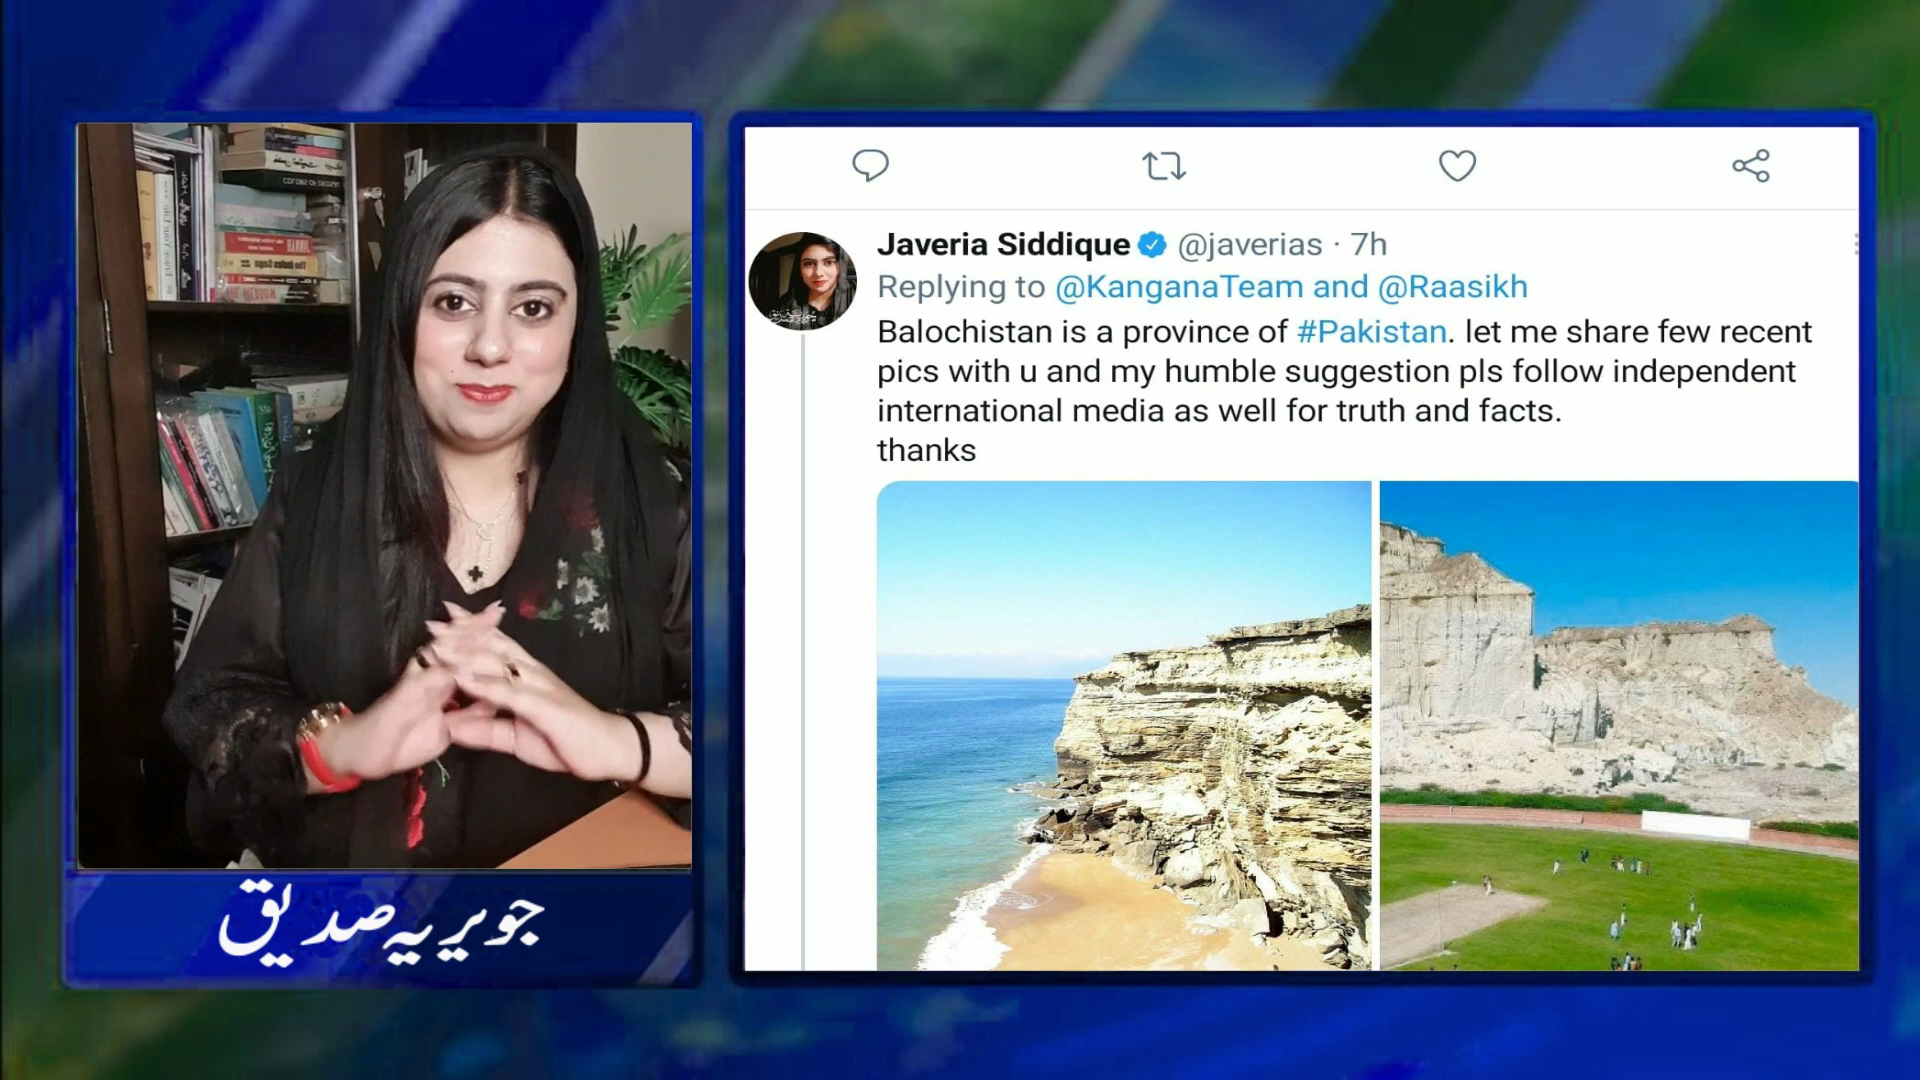 Javeria Siddique @javerias · 7h
Replying to @KanganaTeam and @Raasikh
Balochistan is a province of #Pakistan. let me share few recent
pics with u and my humble suggestion pls follow independent
international media as well for truth and facts.
thanks
جویریہ صدیق